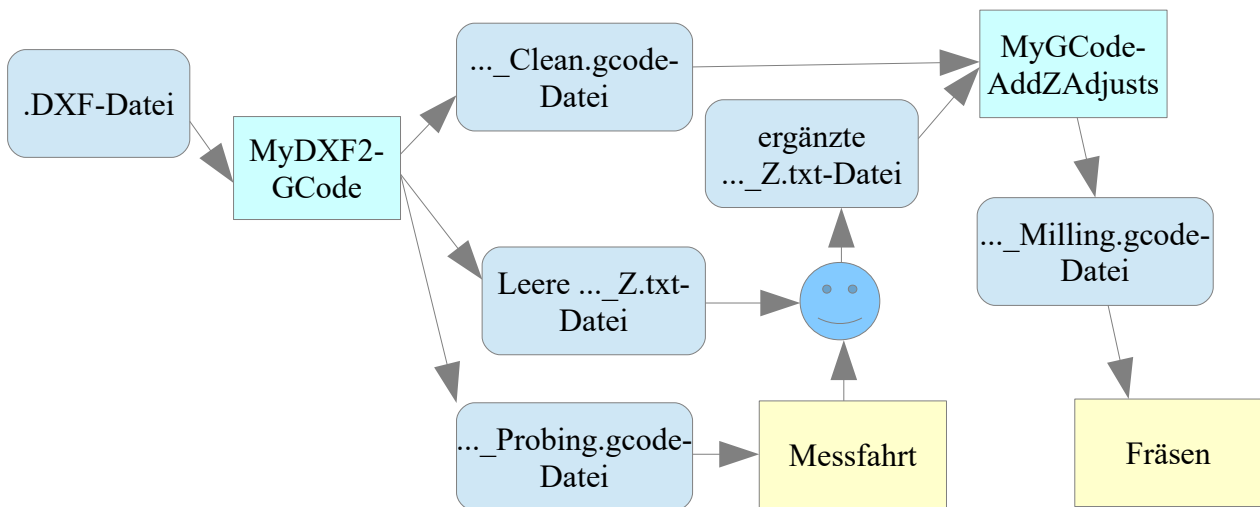 .DXF-Datei
MyDXF2-
GCode
..._Clean.gcode-
Datei
Leere ..._Z.txt-
Datei
..._Probing.gcode-
Datei
ergänzte
..._Z.txt-Datei
Messfahrt
MyGCode-
AddZAdjusts
..._Milling.gcode-
Datei
Fräsen